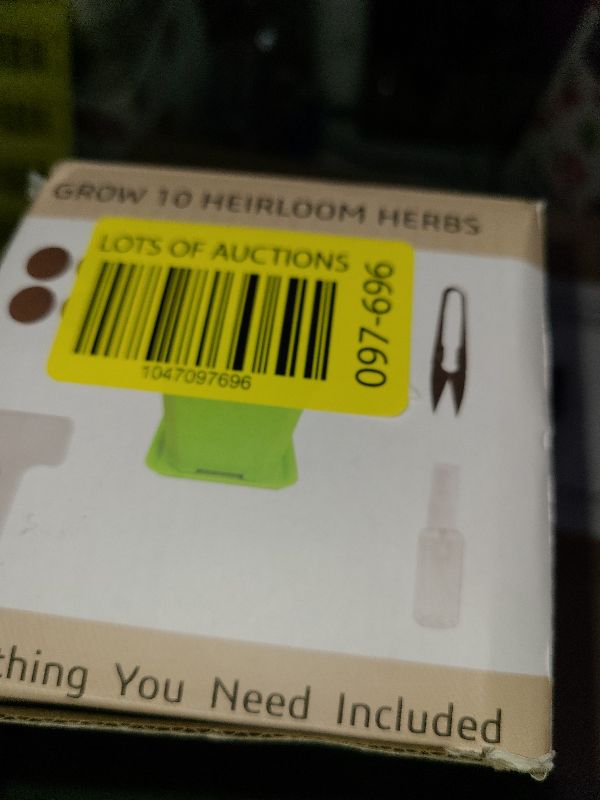 GROW 10 HEIRLOOM HERBS
LOTS OF AUCTIONS
1047097696
097-696
thing You Need Included